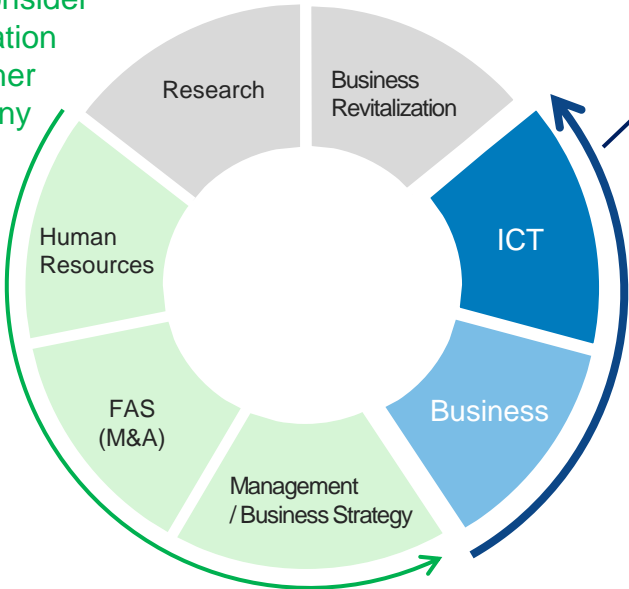 Research
Business
Revitalization
Human
Resources
ICT
FAS
(M&A)
Business
Management
/ Business Strategy